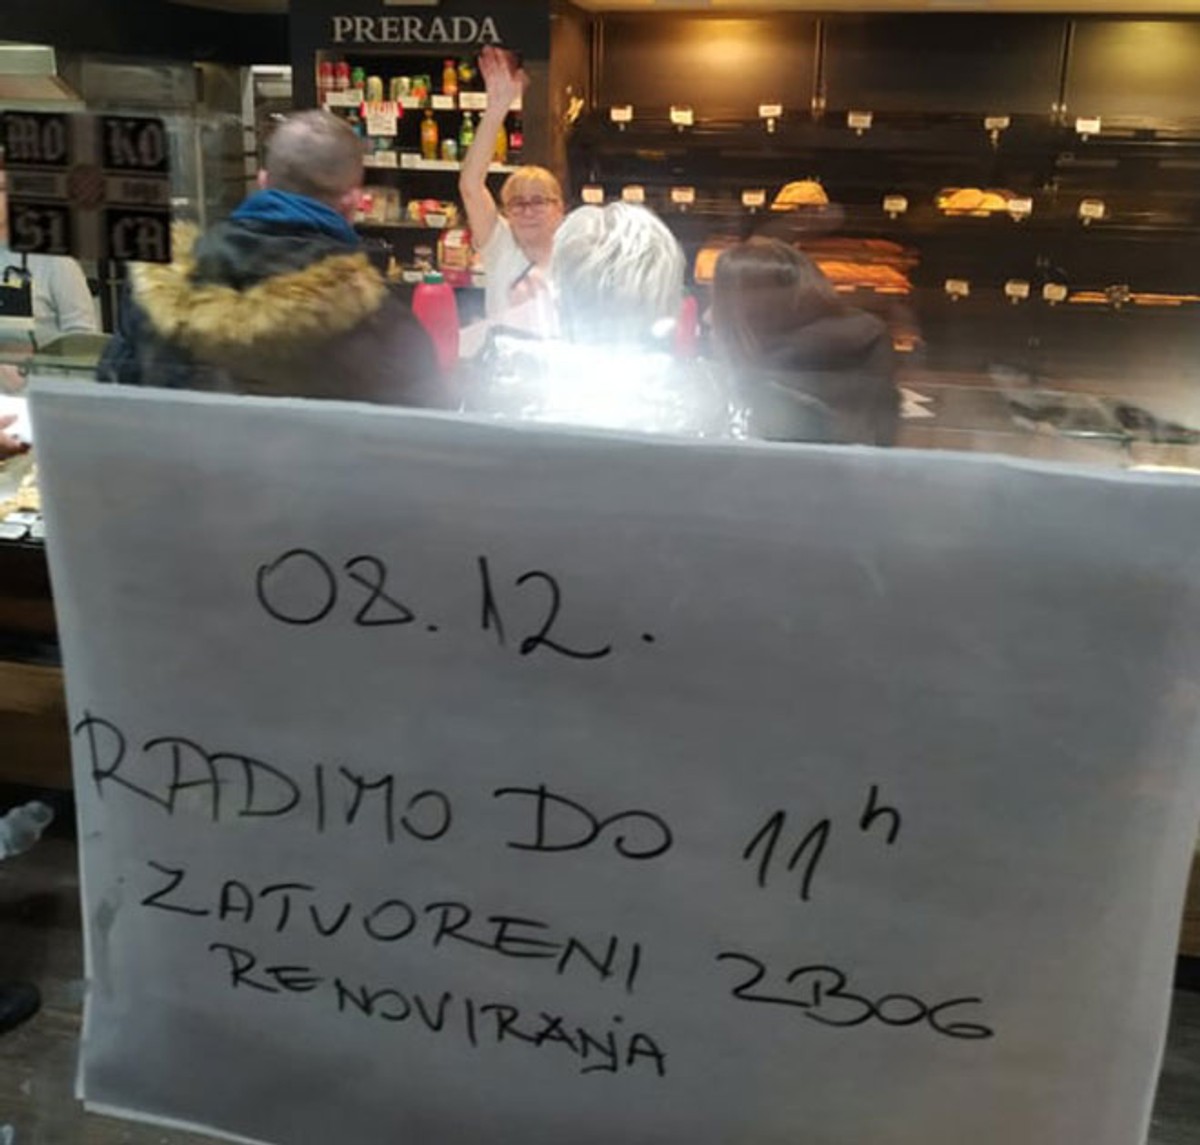 PRERADA
MO KO
SI CA
08.12.
RADIMO DO 11h
ZATVORENI ZBOG
RENOVIRANJA